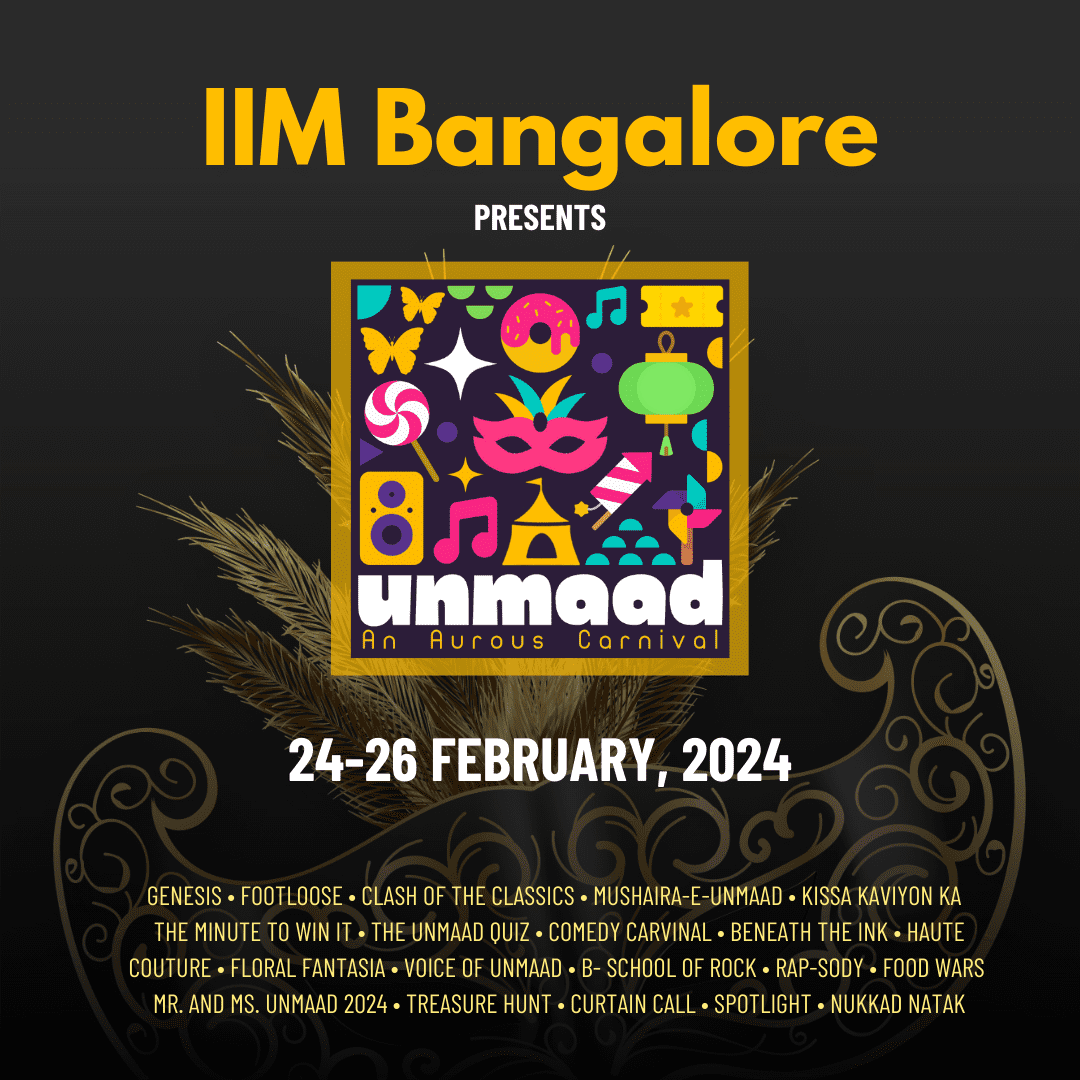 IIM Bangalore
PRESENTS
unmaad
An Aurous Carnival
24-26 FEBRUARY, 2024
GENESIS • FOOTLOOSE • CLASH OF THE CLASSICS • MUSHAIRA-E-UNMAAD • KISSA KAVIYON KA
THE MINUTE TO WIN IT • THE UNMAAD QUIZ • COMEDY CARVINAL • BENEATH THE INK • HAUTE
COUTURE • FLORAL FANTASIA • VOICE OF UNMAAD • B- SCHOOL OF ROCK • RAP-SODY • FOOD WARS
MR. AND MS. UNMAAD 2024 • TREASURE HUNT • CURTAIN CALL • SPOTLIGHT • NUKKAD NATAK